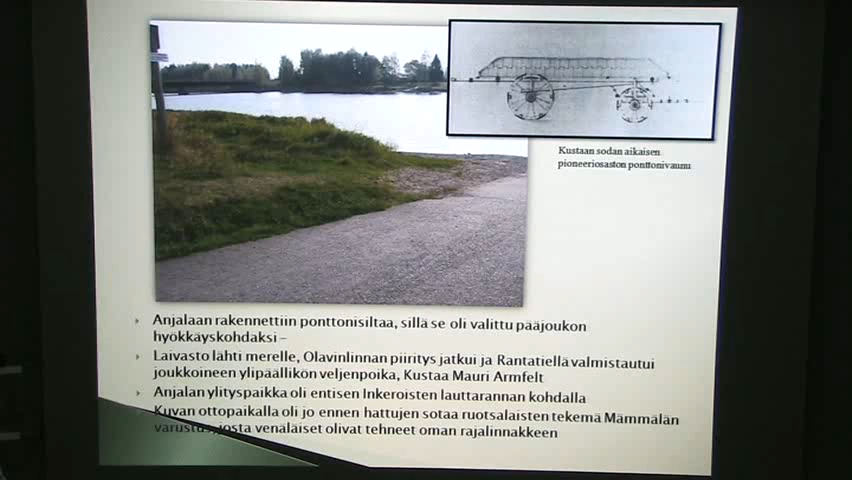 Kustaan sodan aikaisen
pioneeriosaston ponttonivaunu
Anjalaan rakennettiin ponttonisiltaa, sillä se oli valittu pääjoukon
hyökkäyskohdaksi –
Laivasto lähti merelle, Olavinlinnan piiritys jatkui ja Rantatiellä valmistautui
joukkoineen ylipäällikön veljenpoika, Kustaa Mauri Armfelt
Anjalan ylityspaikka oli entisen Inkeroisten lauttarannan kohdalla
Kuvan ottopaikalla oli jo ennen hattujen sotaa ruotsalaisten tekemä Mämmälän
varustus, josta venäläiset olivat tehneet oman rajalinnakkeen